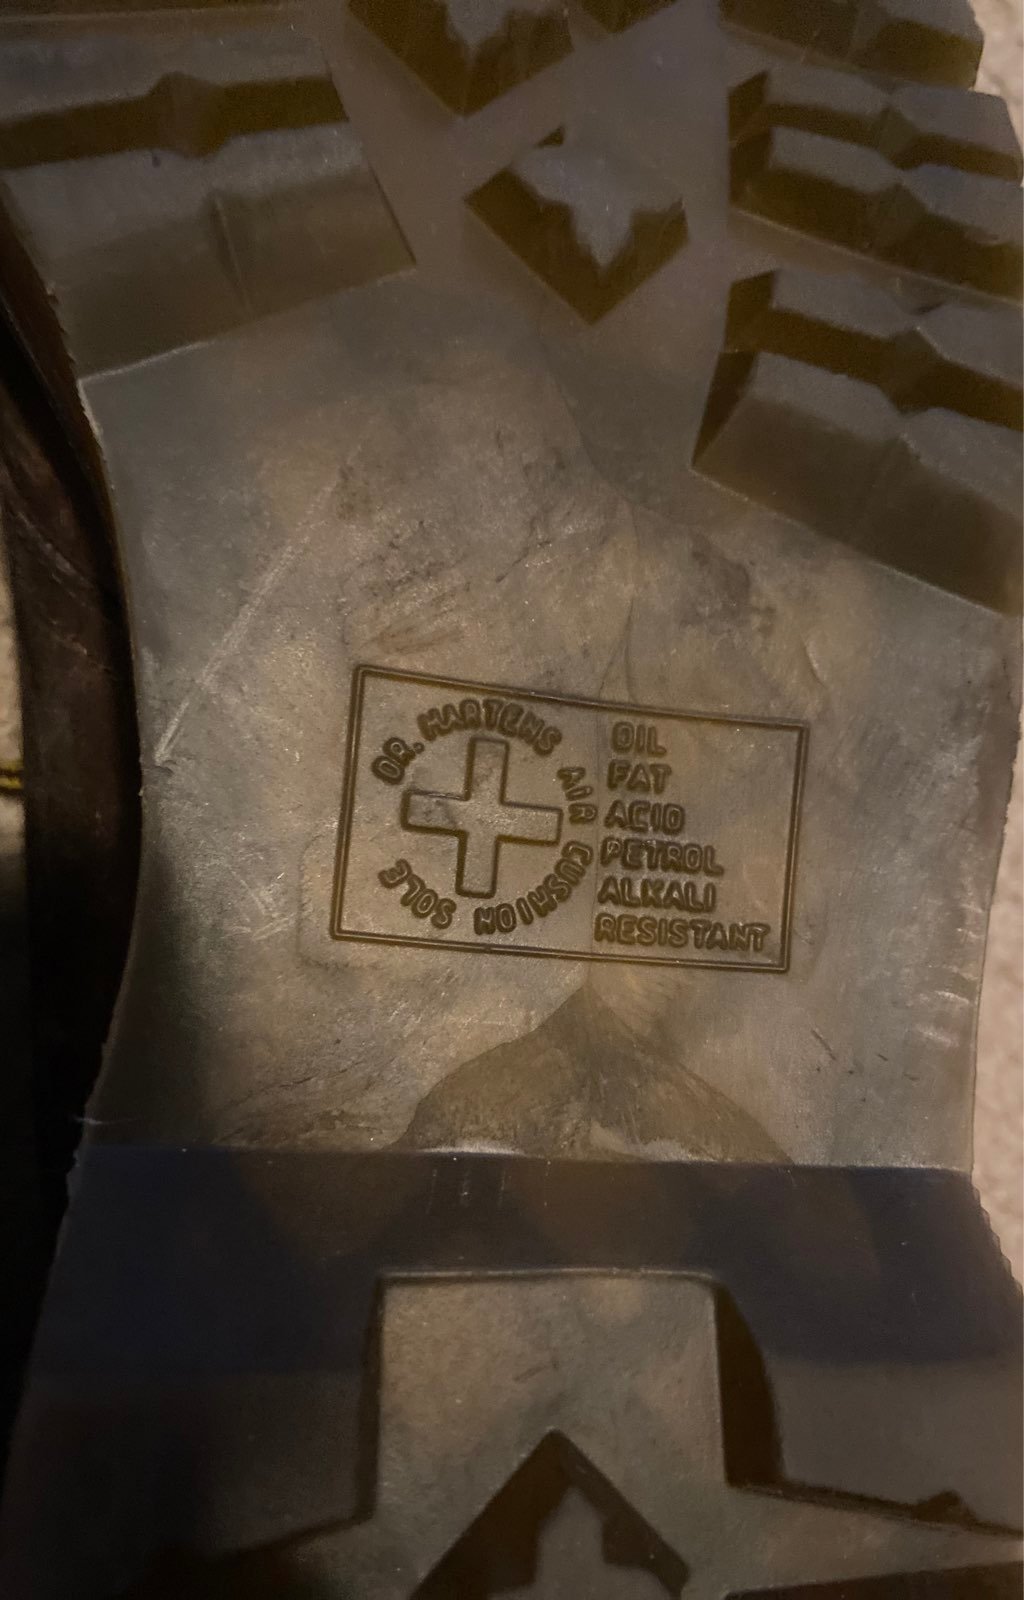 DR. MARTENS AIR CUSHION SOLE
OIL
FAT
ACID
PETROL
ALKALI
RESISTANT